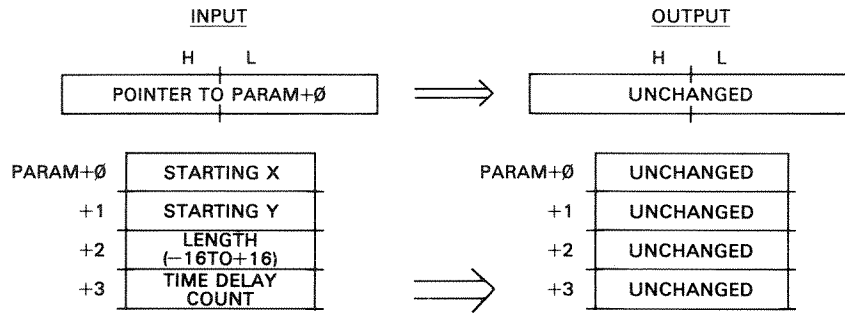 INPUT OUTPUT
H L H L
POINTER TO PARAM+Ø UNCHANGED
PARAM+Ø STARTING X PARAM+Ø UNCHANGED
+1 STARTING Y +1 UNCHANGED
+2 LENGTH +2 UNCHANGED
(−16TO+16)
+3 TIME DELAY +3 UNCHANGED
COUNT